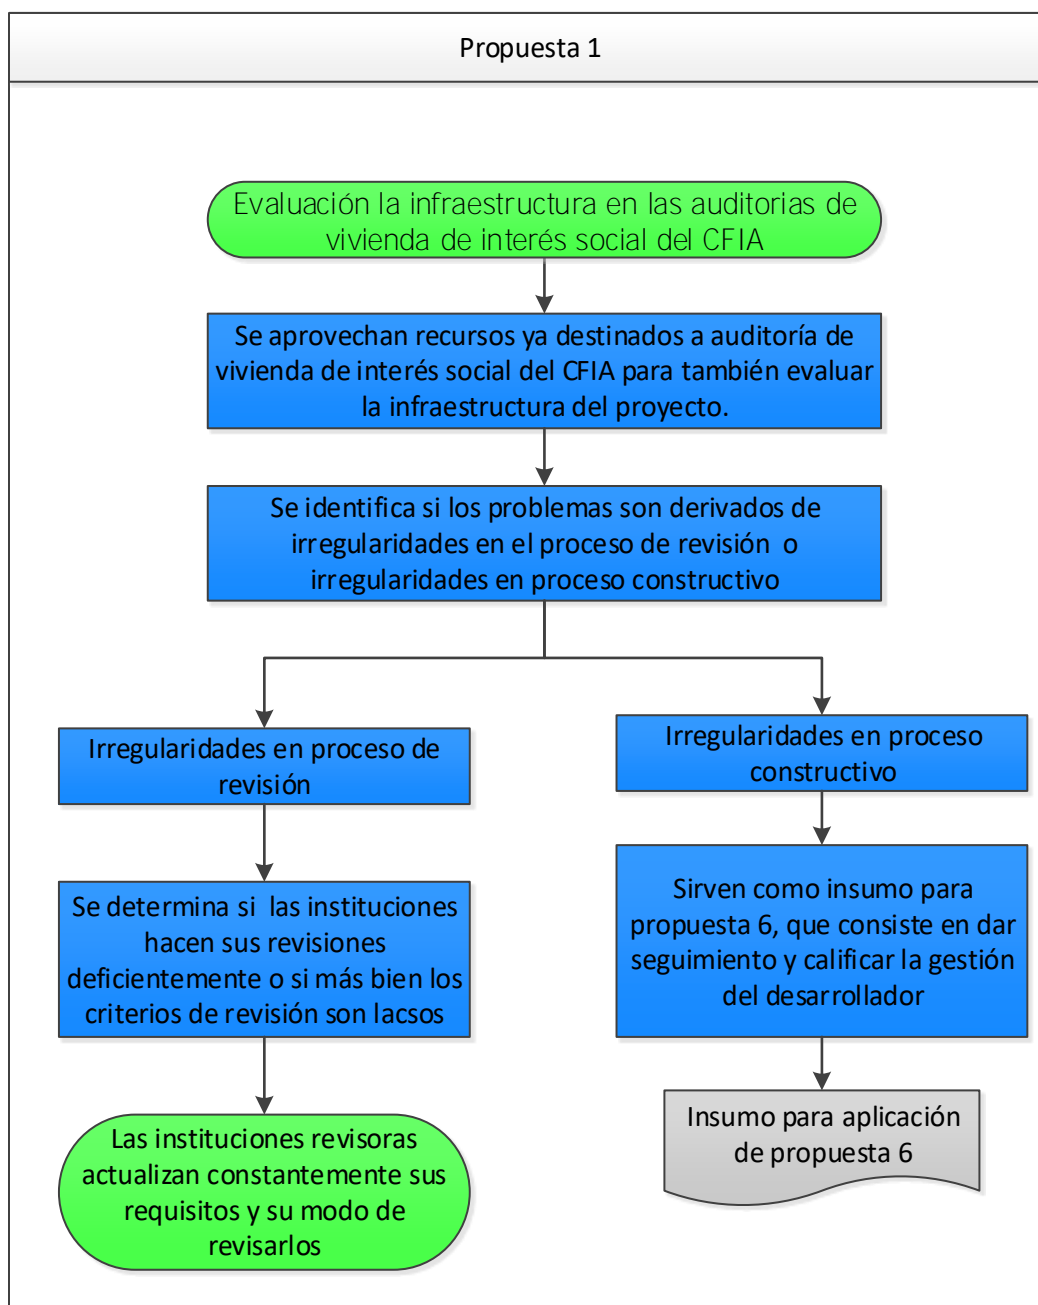 Propuesta 1
Evaluación la infraestructura en las auditorias de
vivienda de interés social del CFIA
Se aprovechan recursos ya destinados a auditoría de
vivienda de interés social del CFIA para también evaluar
la infraestructura del proyecto.
Se identifica si los problemas son derivados de
irregularidades en el proceso de revisión o
irregularidades en proceso constructivo
Irregularidades en proceso de
revisión
Irregularidades en proceso
constructivo
Se determina si las instituciones
hacen sus revisiones
deficientemente o si más bien los
criterios de revisión son lacsos
Sirven como insumo para
propuesta 6, que consiste en dar
seguimiento y calificar la gestión
del desarrollador
Las instituciones revisoras
actualizan constantemente sus
requisitos y su modo de
revisarlos
Insumo para aplicación
de propuesta 6